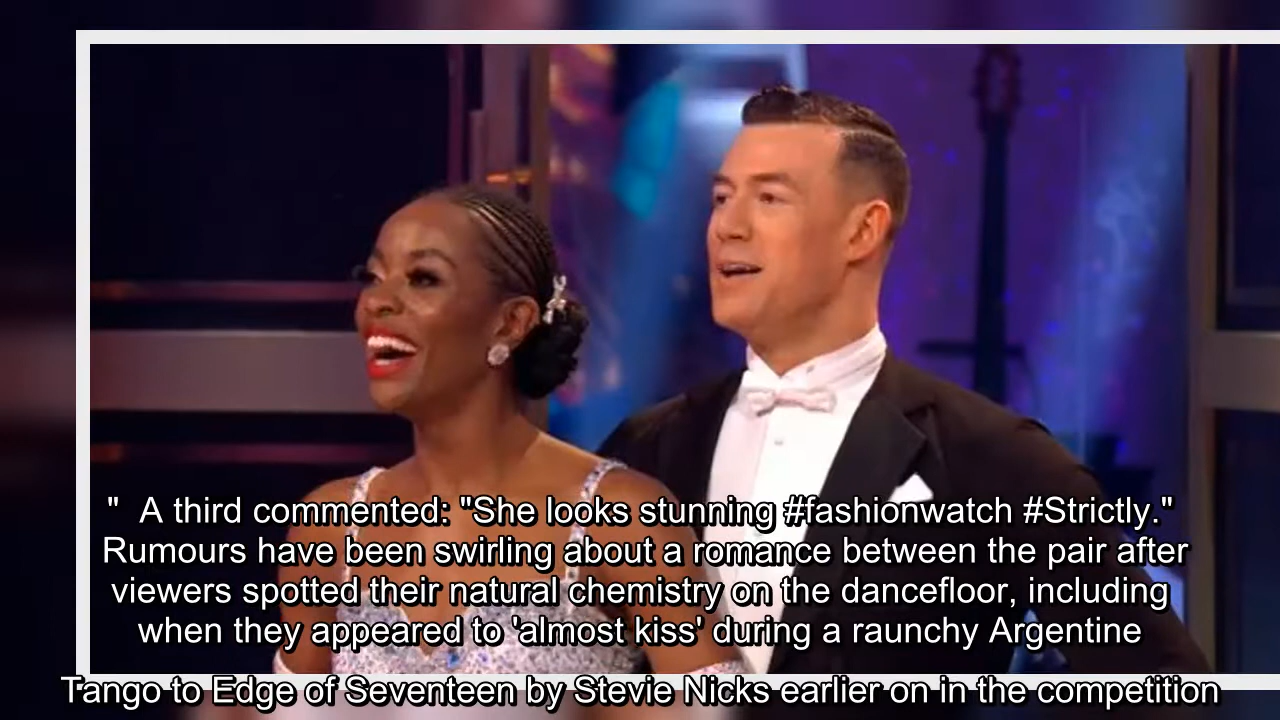 "  A third commented: "She looks stunning #fashionwatch #Strictly."
Rumours have been swirling about a romance between the pair after
viewers spotted their natural chemistry on the dancefloor, including
when they appeared to 'almost kiss' during a raunchy Argentine
Tango to Edge of Seventeen by Stevie Nicks earlier on in the competition